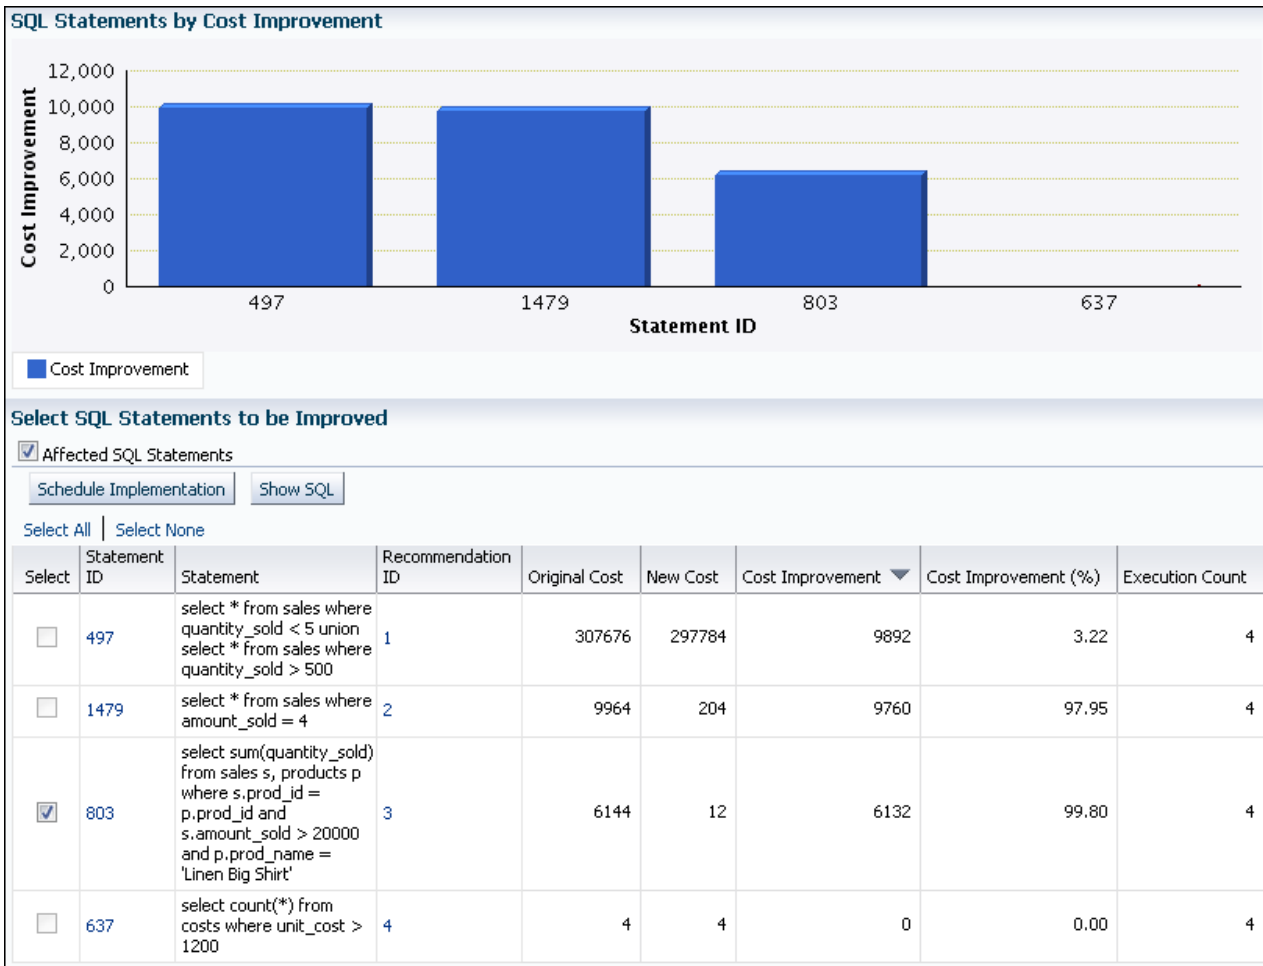 SQL Statements by Cost Improvement
12,000
10,000
8,000
6,000
4,000
2,000
0
Cost Improvement
497 1479 803 637
Statement ID
Cost Improvement
Select SQL Statements to be Improved
Affected SQL Statements
Schedule Implementation Show SQL
Select All | Select None
Select Statement ID Statement Recommendation ID Original Cost New Cost Cost Improvement Cost Improvement (%) Execution Count
497
select * from sales where
quantity_sold < 5 union
select * from sales where
quantity_sold > 500
1 307676 297784 9892 3.22 4
1479
select * from sales where
amount_sold = 4
2 9964 204 9760 97.95 4
803
select sum(quantity_sold)
from sales s, products p
where s.prod_id =
p.prod_id and
s.amount_sold > 20000
and p.prod_name =
'Linen Big Shirt'
3 6144 12 6132 99.80 4
637
select count(*) from
costs where unit_cost >
1200
4 4 4 0 0.00 4